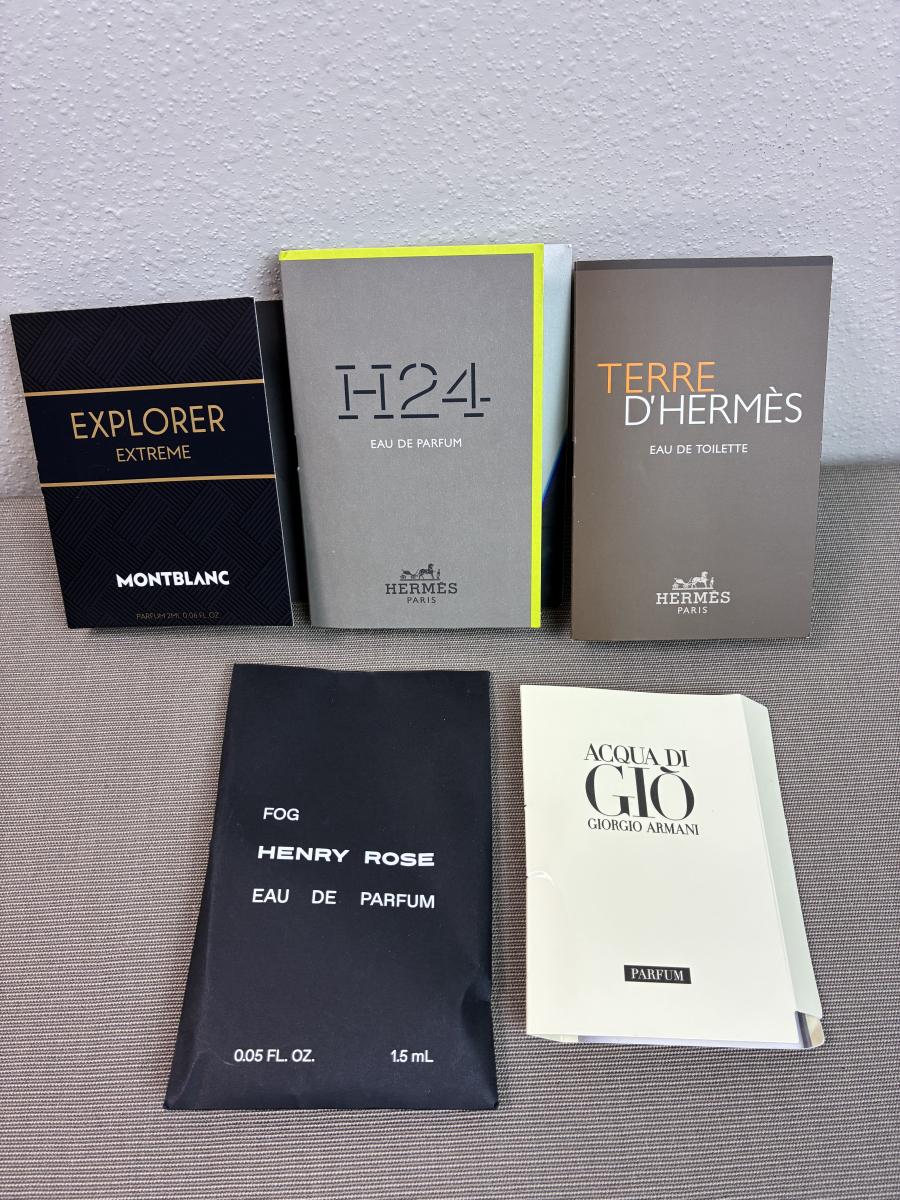 EXPLORER
EXTREME
MONTBLANC
PARFUM 2ML 0.06 FL. OZ.
H24
EAU DE PARFUM
HERMÈS
PARIS
TERRE
D'HERMÈS
EAU DE TOILETTE
HERMÈS
PARIS
FOG
HENRY ROSE
EAU DE PARFUM
0.05 FL. OZ. 1.5 mL
ACQUA DI
GIÒ
GIORGIO ARMANI
PARFUM